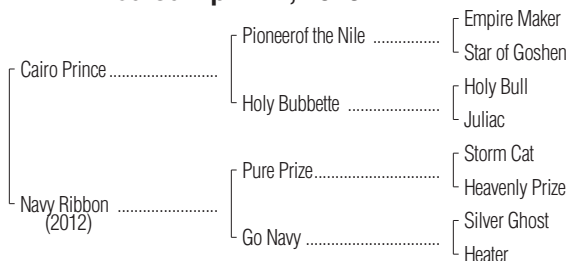 Empire Maker
Pioneerof the Nile
Star of Goshen
Cairo Prince
Holy Bull
Holy Bubbette
Juliac
Storm Cat
Pure Prize
Heavenly Prize
Navy Ribbon
(2012)
Silver Ghost
Go Navy
Heater